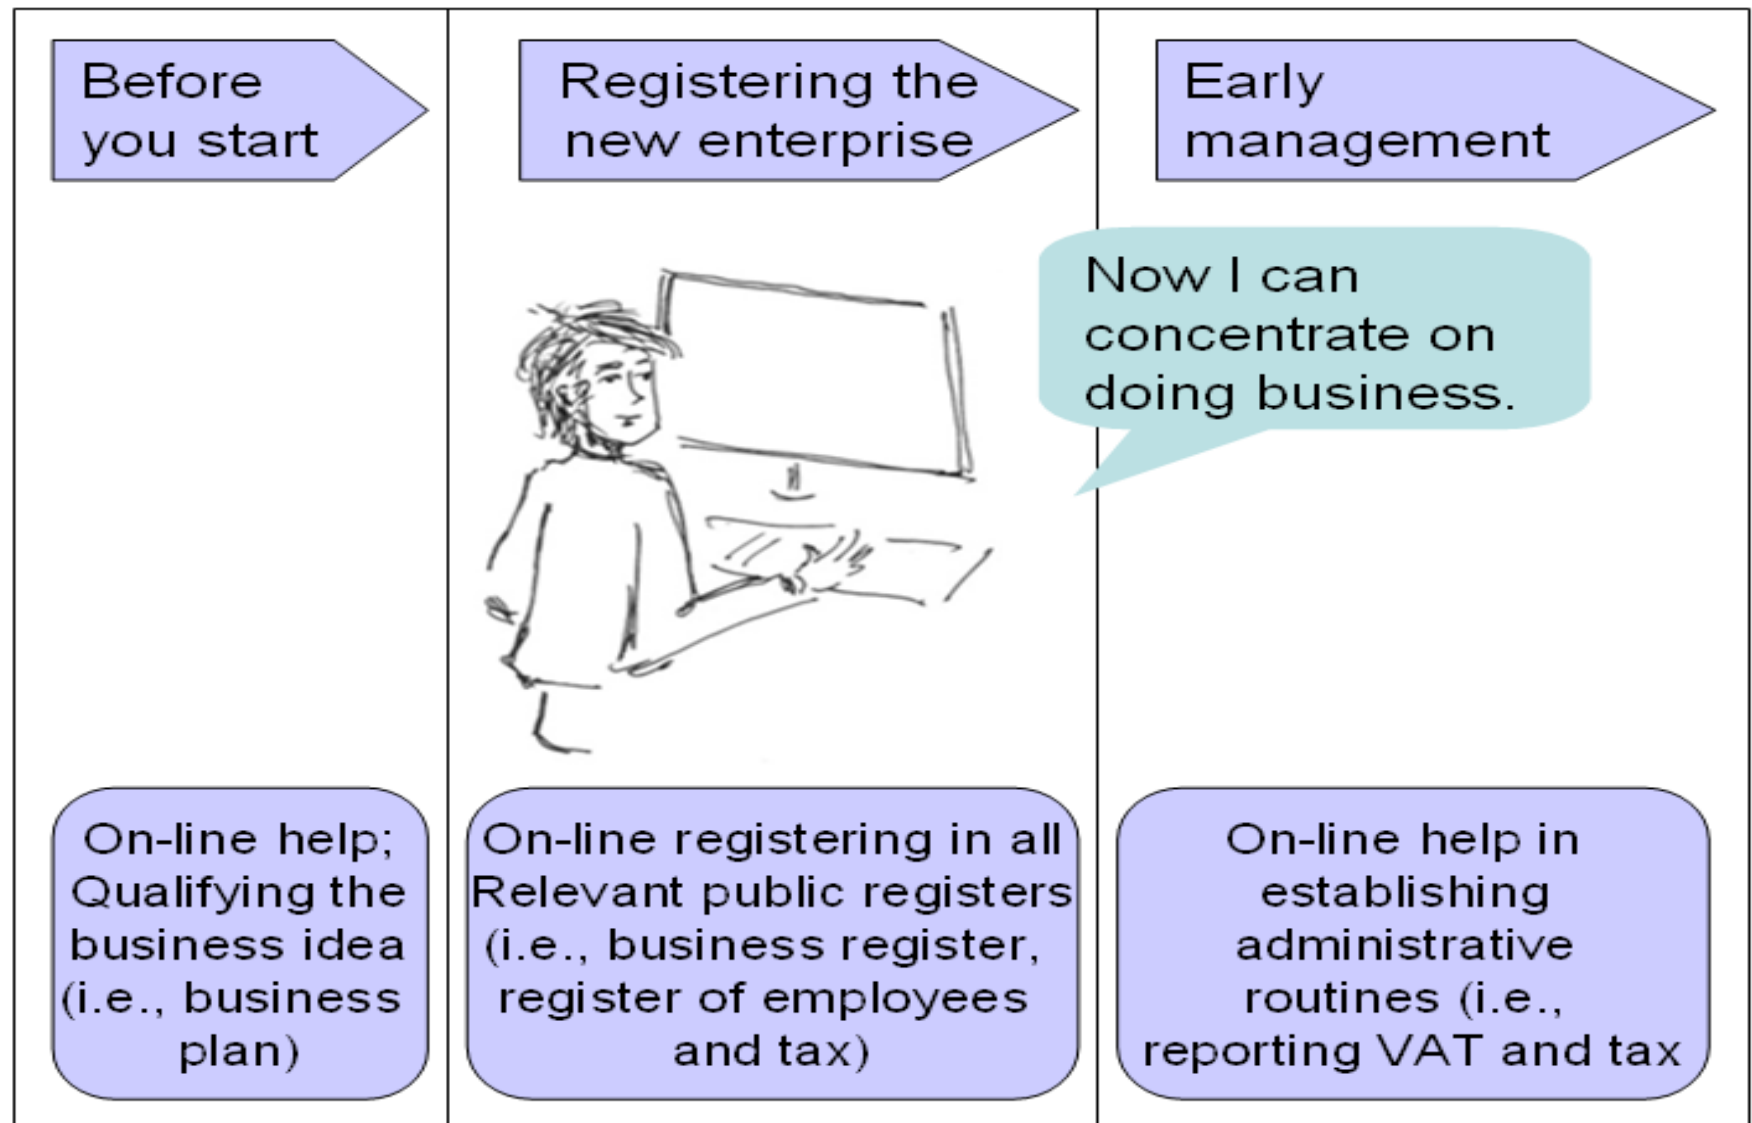 Before
you start
Registering the
new enterprise
Early
management
Now I can
concentrate on
doing business.
On-line help;
Qualifying the
business idea
(i.e., business
plan)
On-line registering in all
Relevant public registers
(i.e., business register,
register of employees
and tax)
On-line help in
establishing
administrative
routines (i.e.,
reporting VAT and tax